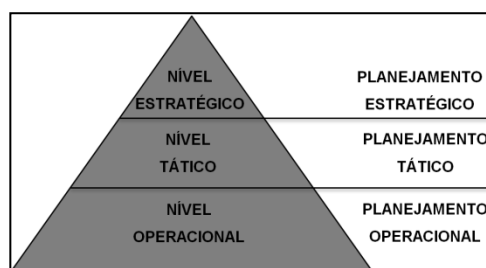 NÍVEL
ESTRATÉGICO
PLANEJAMENTO
ESTRATÉGICO
NÍVEL
TÁTICO
PLANEJAMENTO
TÁTICO
NÍVEL
OPERACIONAL
PLANEJAMENTO
OPERACIONAL